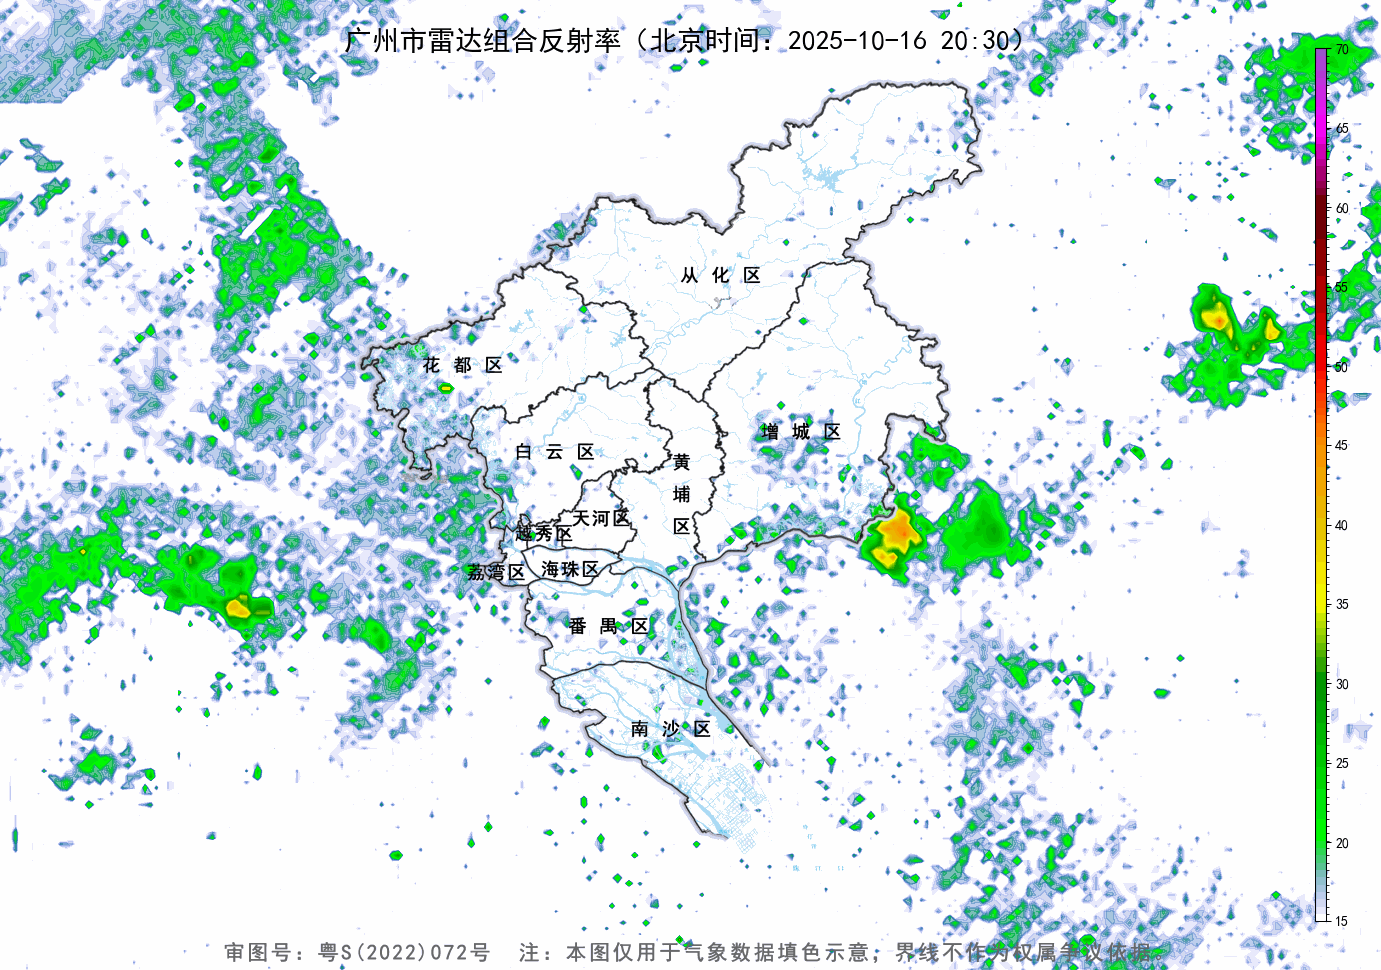 广州市雷达组合反射率（北京时间：2025-10-16 20:30）
70
65
60
55
50
45
40
35
30
25
20
15
从化区
花都区
增城区
白云区
黄埔区
天河区
越秀区
荔湾区
海珠区
番禺区
南沙区
审图号：粤S(2022)072号 注：本图仅用于气象数据填色示意，界线不作为权属争议依据。